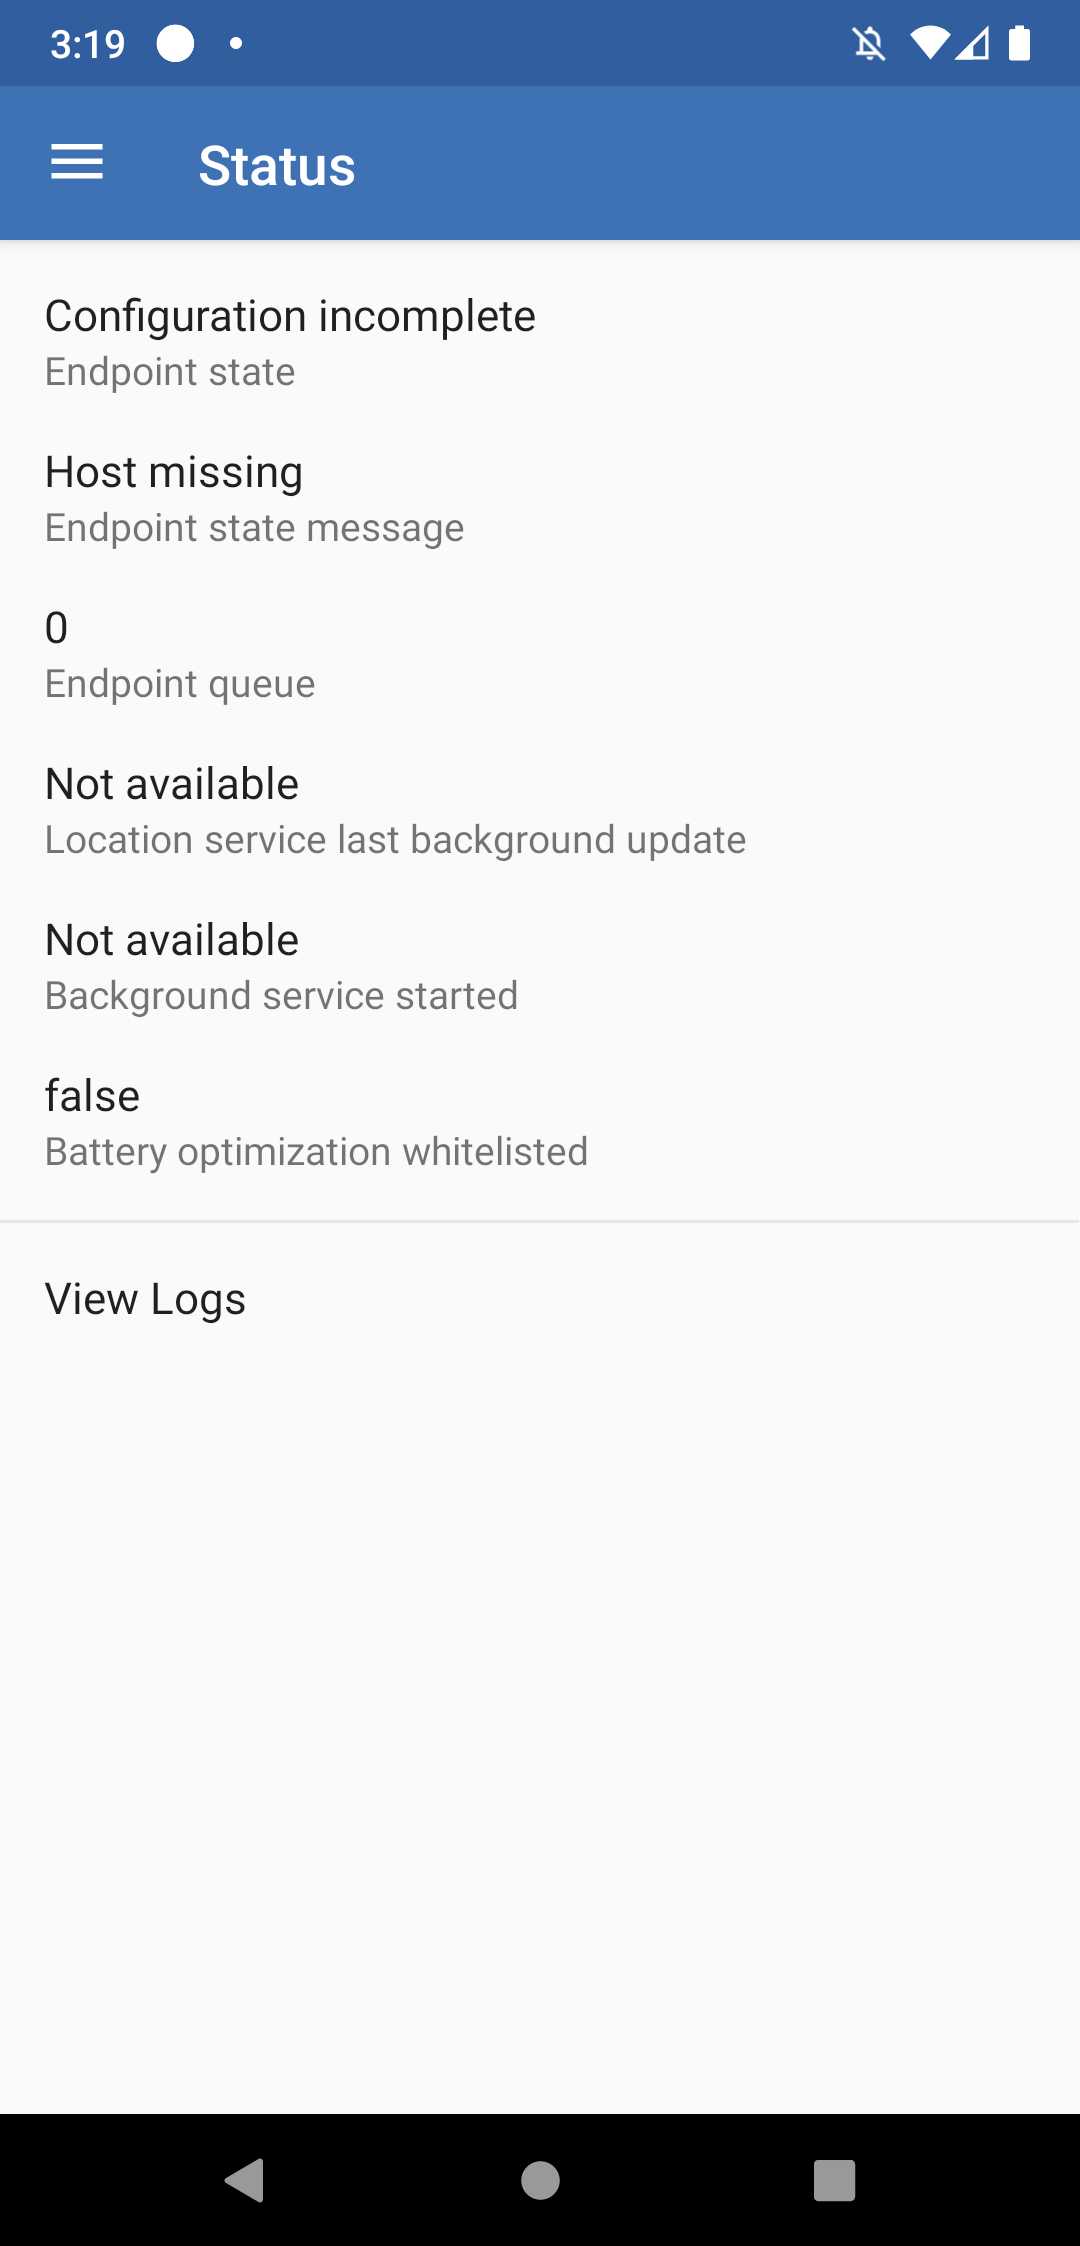 3:19
Status
Configuration incomplete
Endpoint state
Host missing
Endpoint state message
0
Endpoint queue
Not available
Location service last background update
Not available
Background service started
false
Battery optimization whitelisted
View Logs